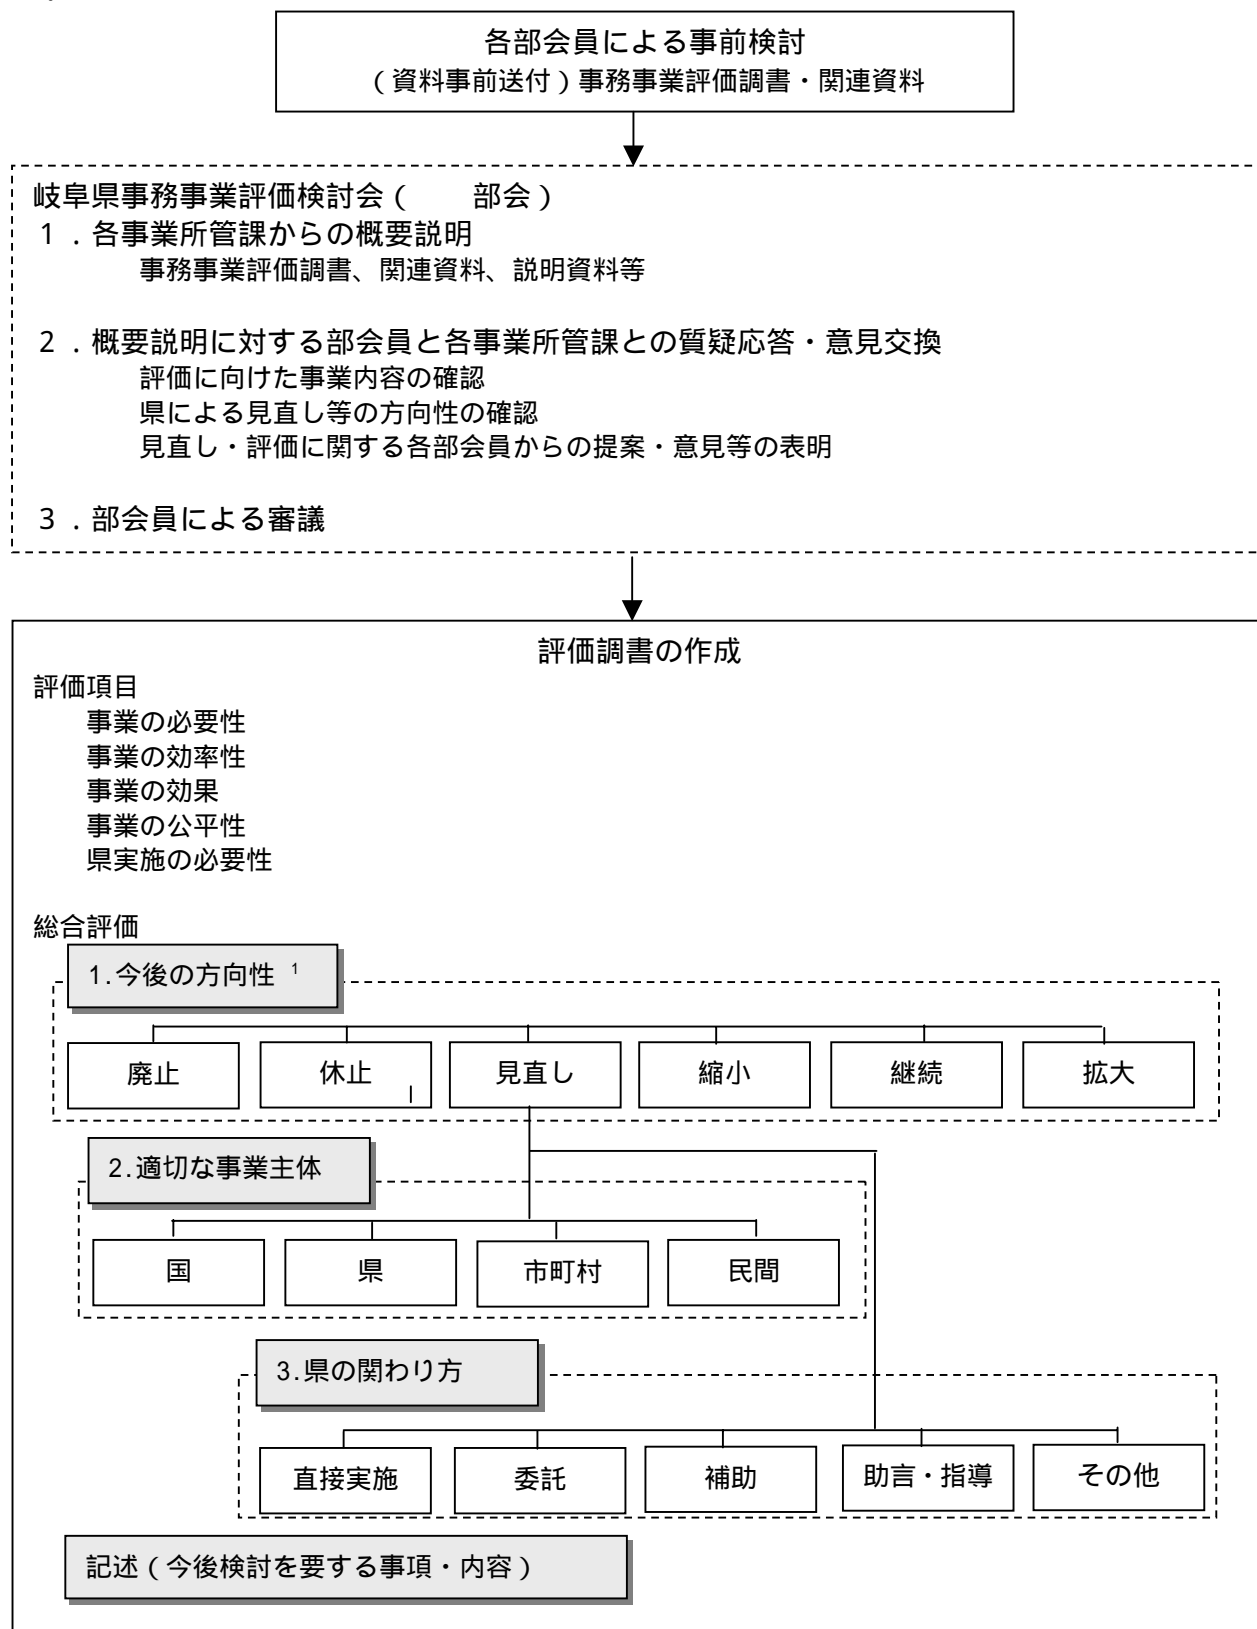 各部会員による事前検討
（資料事前送付）事務事業評価調書・関連資料
岐阜県事務事業評価検討会（　　部会）
１．各事業所管課からの概要説明
事務事業評価調書、関連資料、説明資料等
２．概要説明に対する部会員と各事業所管課との質疑応答・意見交換
評価に向けた事業内容の確認
県による見直し等の方向性の確認
見直し・評価に関する各部会員からの提案・意見等の表明
３．部会員による審議
評価調書の作成
評価項目
事業の必要性
事業の効率性
事業の効果
事業の公平性
県実施の必要性
総合評価
1.今後の方向性 1
廃止 休止 見直し 縮小 継続 拡大
2.適切な事業主体
国 県 市町村 民間
3.県の関わり方
直接実施 委託 補助 助言・指導 その他
記述（今後検討を要する事項・内容）